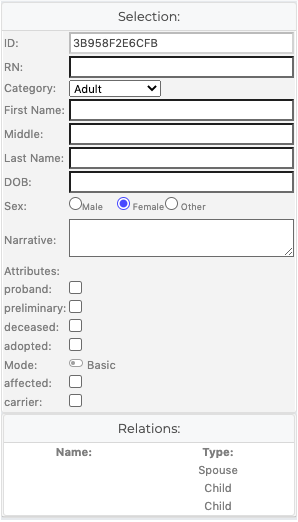 Selection:
ID: 3B958F2E6CFB
RN:
Category: Adult
First Name:
Middle:
Last Name:
DOB:
Sex: Male Female Other
Narrative:
Attributes:
proband:
preliminary:
deceased:
adopted:
Mode: Basic
affected:
carrier:
Relations:
Name: Type:
Spouse
Child
Child